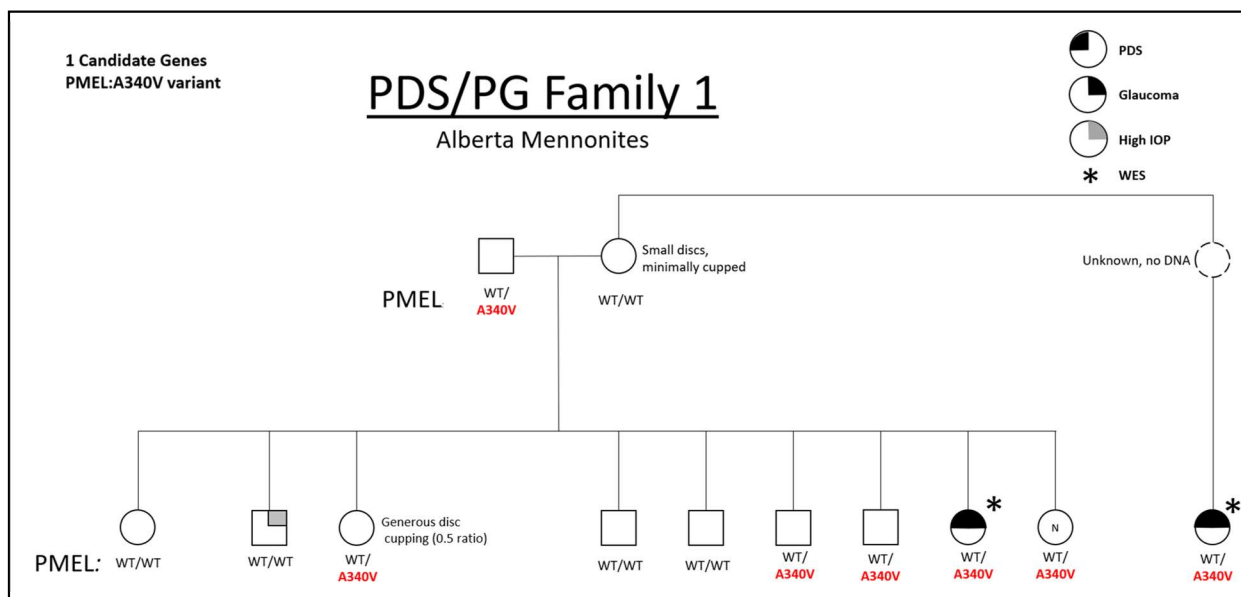 1 Candidate Genes
PMEL:A340V variant
PDS/PG Family 1
Alberta Mennonites
PDS
Glaucoma
High IOP
* WES
Small discs,
minimally cupped
Unknown, no DNA
PMEL
WT/
A340V
WT/WT
Generous disc
cupping (0.5 ratio)
*
N
*
PMEL:
WT/WT
WT/WT
WT/
A340V
WT/WT
WT/WT
WT/
A340V
WT/
A340V
WT/
A340V
WT/
A340V
WT/
A340V